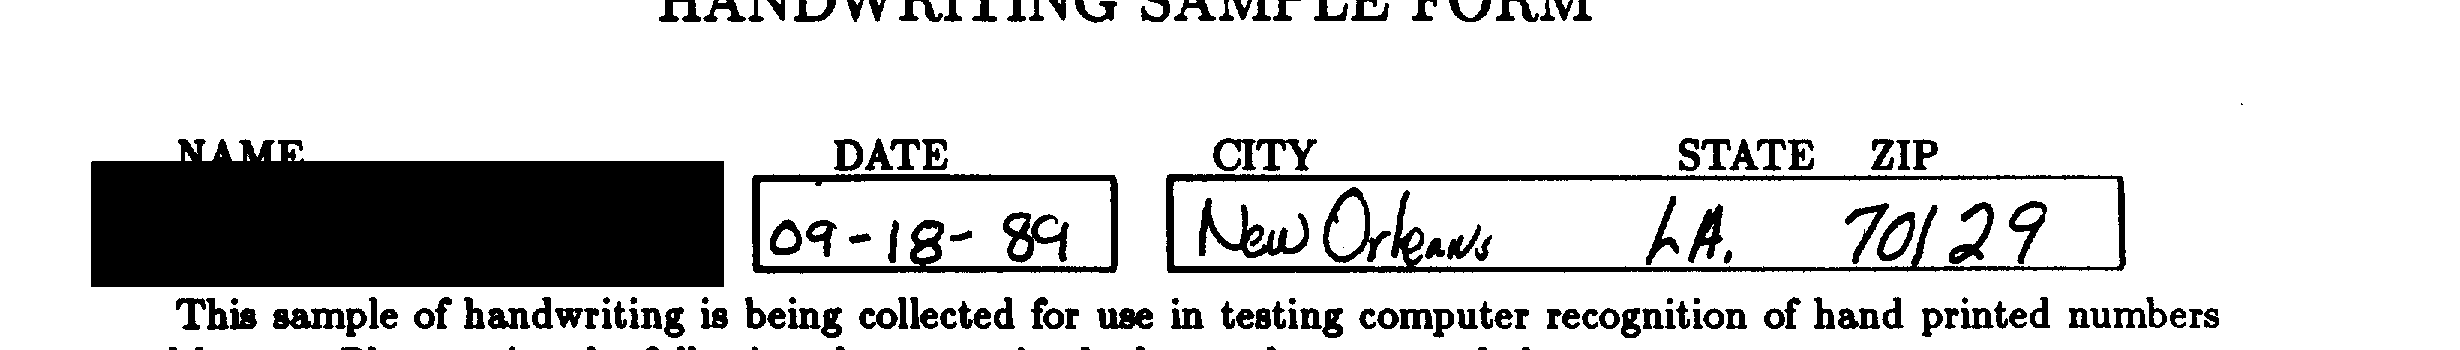 HANDWRITING SAMPLE FORM
NAME DATE CITY STATE ZIP
09-18-89 New Orleans LA. 70129
This sample of handwriting is being collected for use in testing computer recognition of hand printed numbers